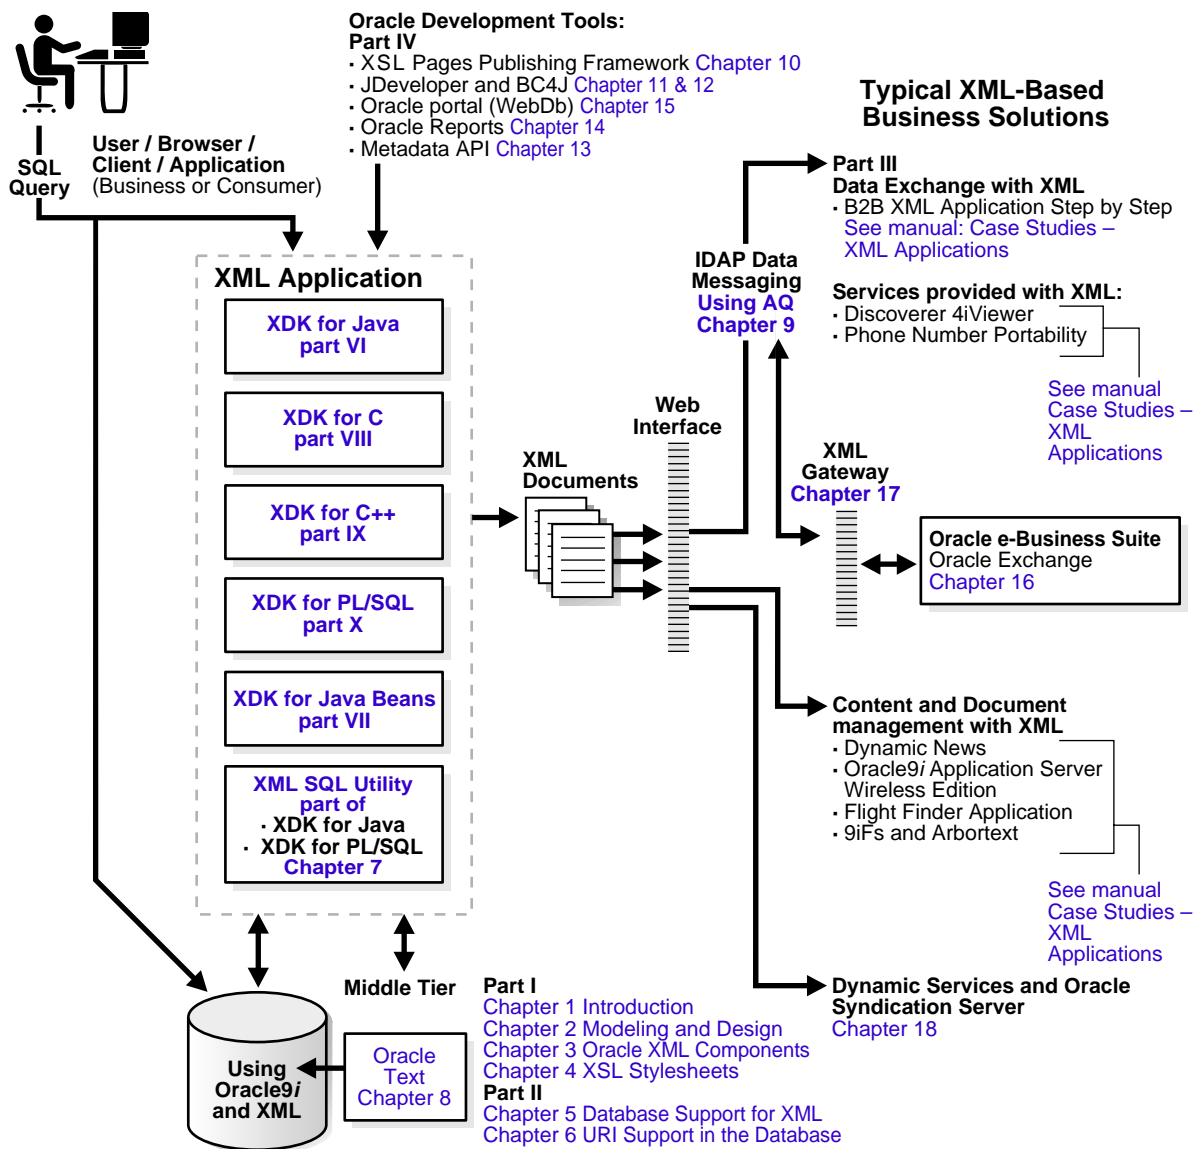 Oracle Development Tools:
Part IV
· XSL Pages Publishing Framework Chapter 10
· JDeveloper and BC4J Chapter 11 & 12
· Oracle portal (WebDb) Chapter 15
· Oracle Reports Chapter 14
· Metadata API Chapter 13
SQL
Query
User / Browser /
Client / Application
(Business or Consumer)
Typical XML-Based
Business Solutions
XML Application
XDK for Java
part VI
XDK for C
part VIII
XDK for C++
part IX
XDK for PL/SQL
part X
XDK for Java Beans
part VII
XML SQL Utility
part of
· XDK for Java
· XDK for PL/SQL
Chapter 7
XML
Documents
Web
Interface
IDAP Data
Messaging
Using AQ
Chapter 9
Part III
Data Exchange with XML
· B2B XML Application Step by Step
See manual: Case Studies –
XML Applications
Services provided with XML:
· Discoverer 4iViewer
· Phone Number Portability
See manual
Case Studies –
XML
Applications
XML
Gateway
Chapter 17
Oracle e-Business Suite
Oracle Exchange
Chapter 16
Content and Document
management with XML
· Dynamic News
· Oracle9i Application Server
Wireless Edition
· Flight Finder Application
· 9iFs and Arbortext
See manual
Case Studies –
XML
Applications
Dynamic Services and Oracle
Syndication Server
Chapter 18
Middle Tier
Using
Oracle9i
and XML
Oracle
Text
Chapter 8
Part I
Chapter 1 Introduction
Chapter 2 Modeling and Design
Chapter 3 Oracle XML Components
Chapter 4 XSL Stylesheets
Part II
Chapter 5 Database Support for XML
Chapter 6 URI Support in the Database